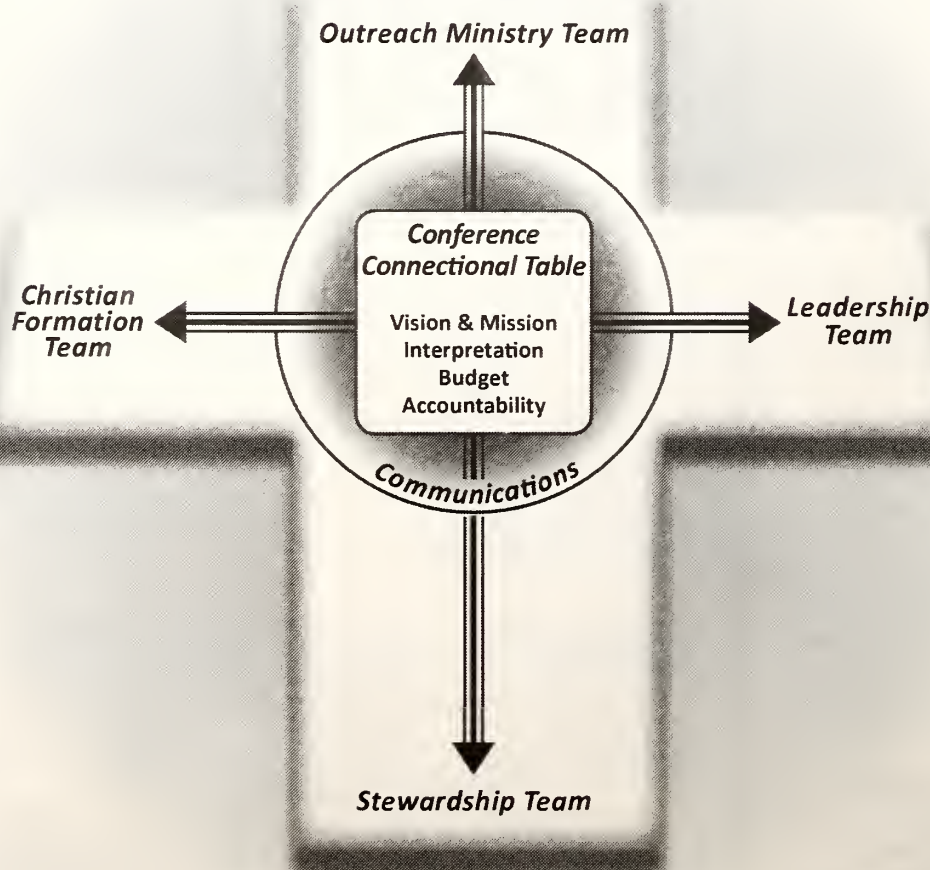 Outreach Ministry Team
Conference
Connectional Table
Vision & Mission
Interpretation
Budget
Accountability
Christian
Formation
Team
Leadership
Team
Communications
Stewardship Team